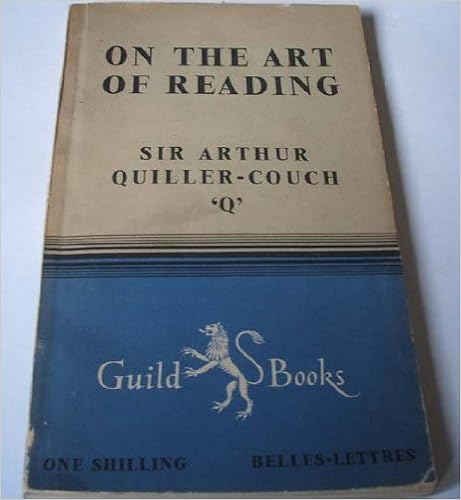 ON THE ART
OF READING
SIR ARTHUR
QUILLER-COUCH
‘Q’
Guild Books
ONE SHILLING BELLES-LETTRES